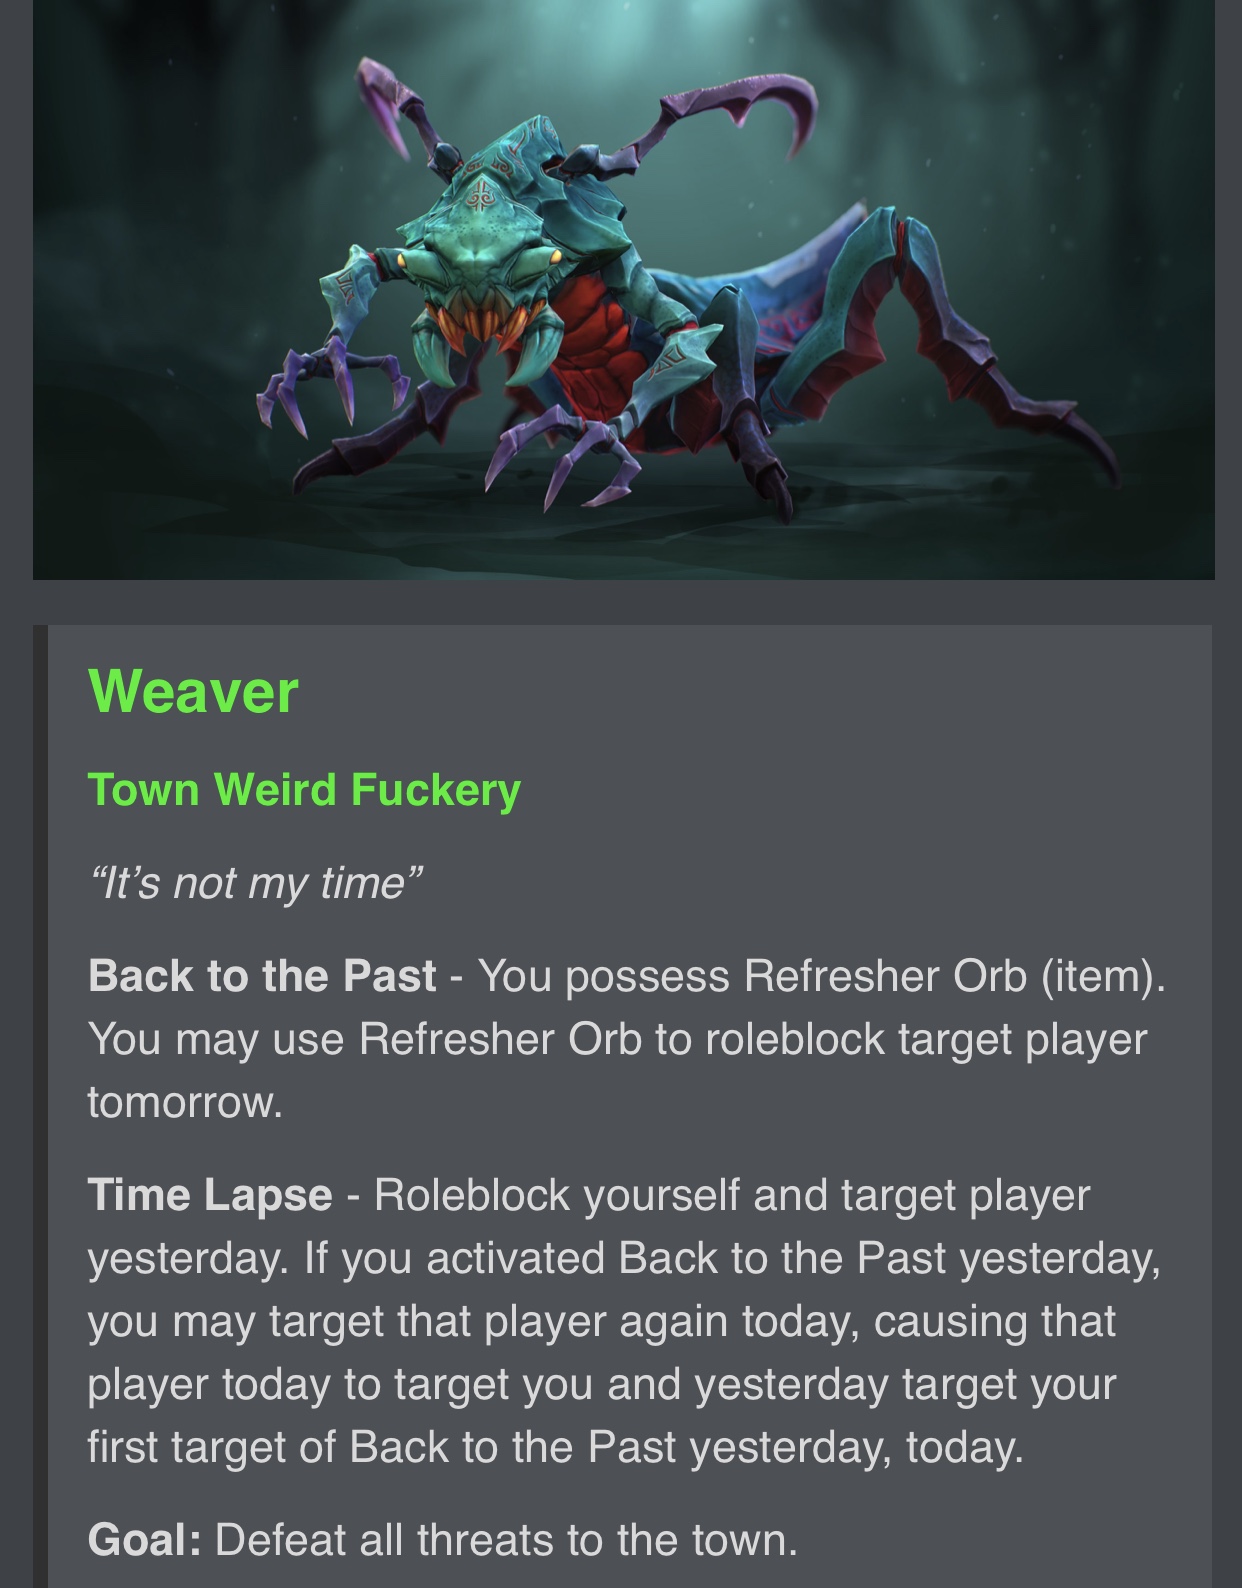 Weaver
Town Weird Fuckery
“It’s not my time”
Back to the Past - You possess Refresher Orb (item).
You may use Refresher Orb to roleblock target player
tomorrow.
Time Lapse - Roleblock yourself and target player
yesterday. If you activated Back to the Past yesterday,
you may target that player again today, causing that
player today to target you and yesterday target your
first target of Back to the Past yesterday, today.
Goal: Defeat all threats to the town.